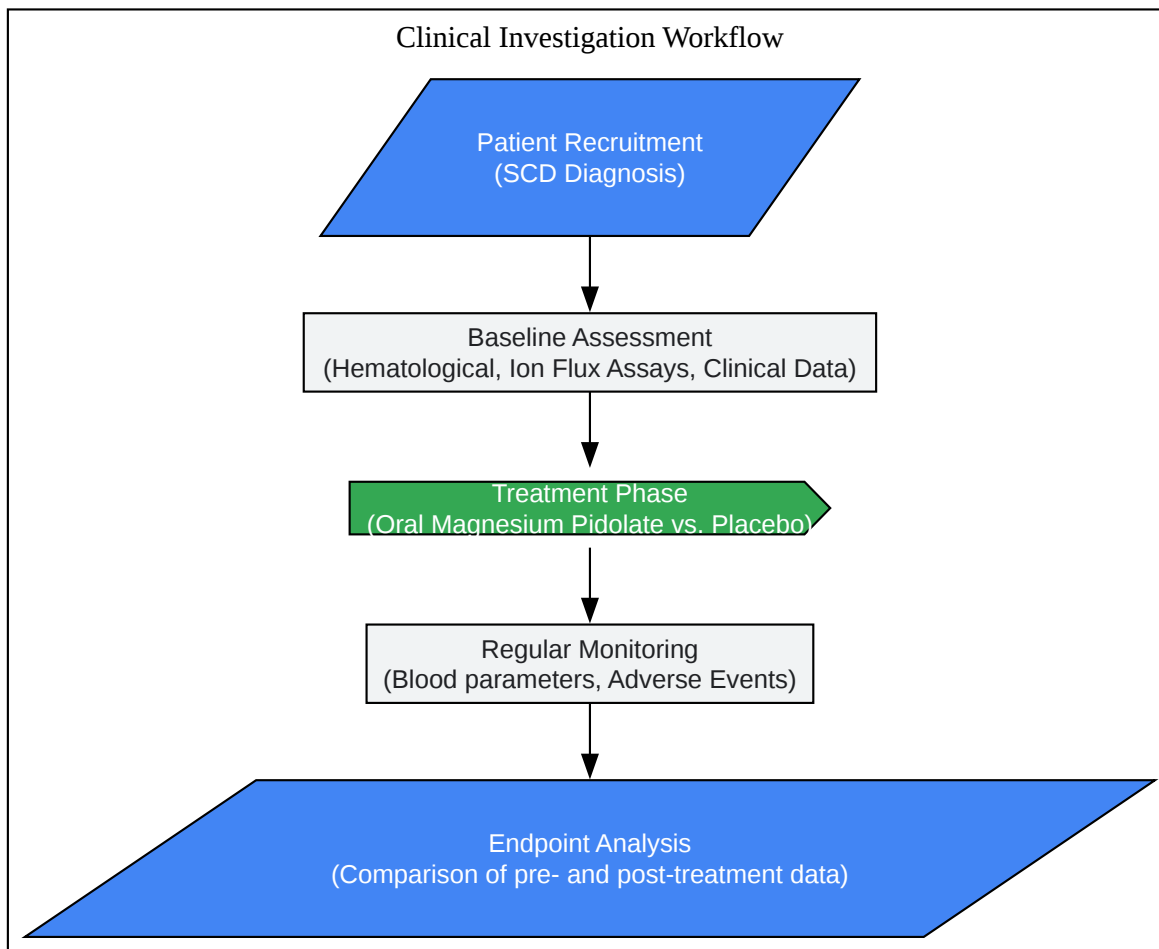 Clinical Investigation Workflow
Patient Recruitment
(SCD Diagnosis)
Baseline Assessment
(Hematological, Ion Flux Assays, Clinical Data)
Treatment Phase
(Oral Magnesium Pidolate vs. Placebo)
Regular Monitoring
(Blood parameters, Adverse Events)
Endpoint Analysis
(Comparison of pre- and post-treatment data)